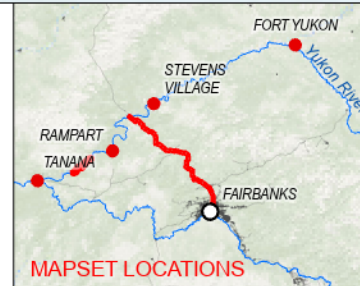 FORT YUKON
Yukon River
STEVENS
VILLAGE
RAMPART
TANANA
FAIRBANKS
MAPSET LOCATIONS